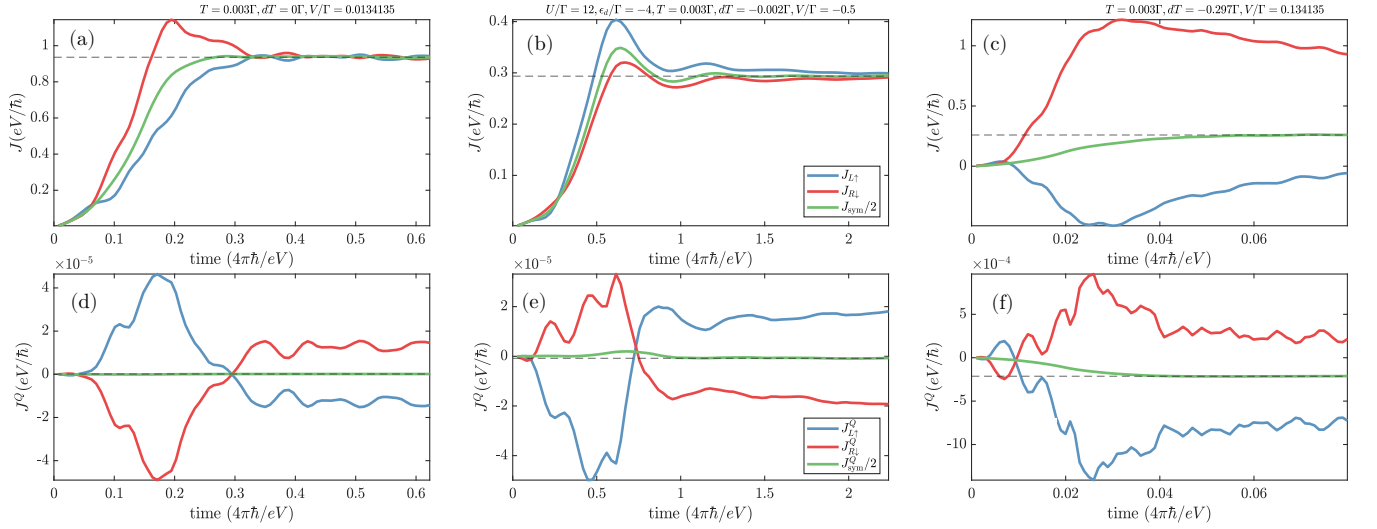 T = 0.003Γ, dT = 0Γ, V/Γ = 0.0134135
(a)
J(eV/ħ)
1
0.8
0.6
0.4
0.2
0 0.1 0.2 0.3 0.4 0.5 0.6
time (4πħ/eV)
U/Γ = 12, ϵd/Γ = −4, T = 0.003Γ, dT = −0.002Γ, V/Γ = −0.5
(b)
J(eV/ħ)
0.4
0.3
0.2
0.1
0 0.5 1 1.5 2
time (4πħ/eV)
J_{L↑}
J_{R↓}
J_{sym}/2
T = 0.003Γ, dT = −0.297Γ, V/Γ = 0.134135
(c)
J(eV/ħ)
1
0.5
0
0 0.02 0.04 0.06
time (4πħ/eV)
×10^{-5}
(d)
J^Q(eV/ħ)
4
2
0
-2
-4
0 0.1 0.2 0.3 0.4 0.5 0.6
time (4πħ/eV)
×10^{-5}
(e)
J^Q(eV/ħ)
2
0
-2
-4
0 0.5 1 1.5 2
time (4πħ/eV)
J^Q_{L↑}
J^Q_{R↓}
J^Q_{sym}/2
×10^{-4}
(f)
J^Q(eV/ħ)
5
0
-5
-10
0 0.02 0.04 0.06
time (4πħ/eV)